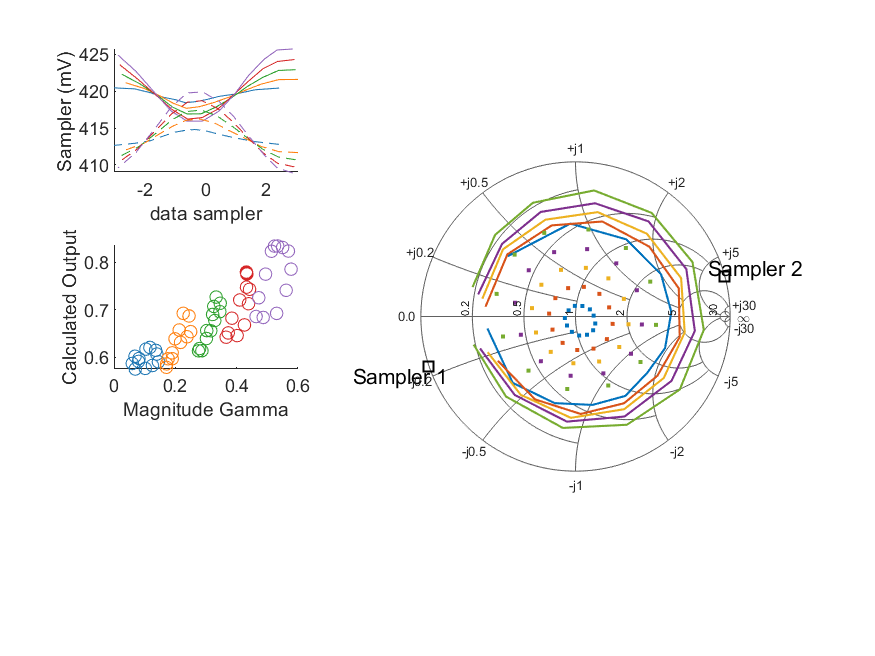 Sampler (mV)
425
420
415
410
-2
0
2
data sampler
Calculated Output
0.8
0.7
0.6
0
0.2
0.4
0.6
Magnitude Gamma
+j1
+j0.5
+j2
+j0.2
+j5
Sampler 2
0.0
0.2
0.5
1
2
5
30
+j30
∞
-j30
Sampler 1
-j0.2
-j5
-j0.5
-j2
-j1